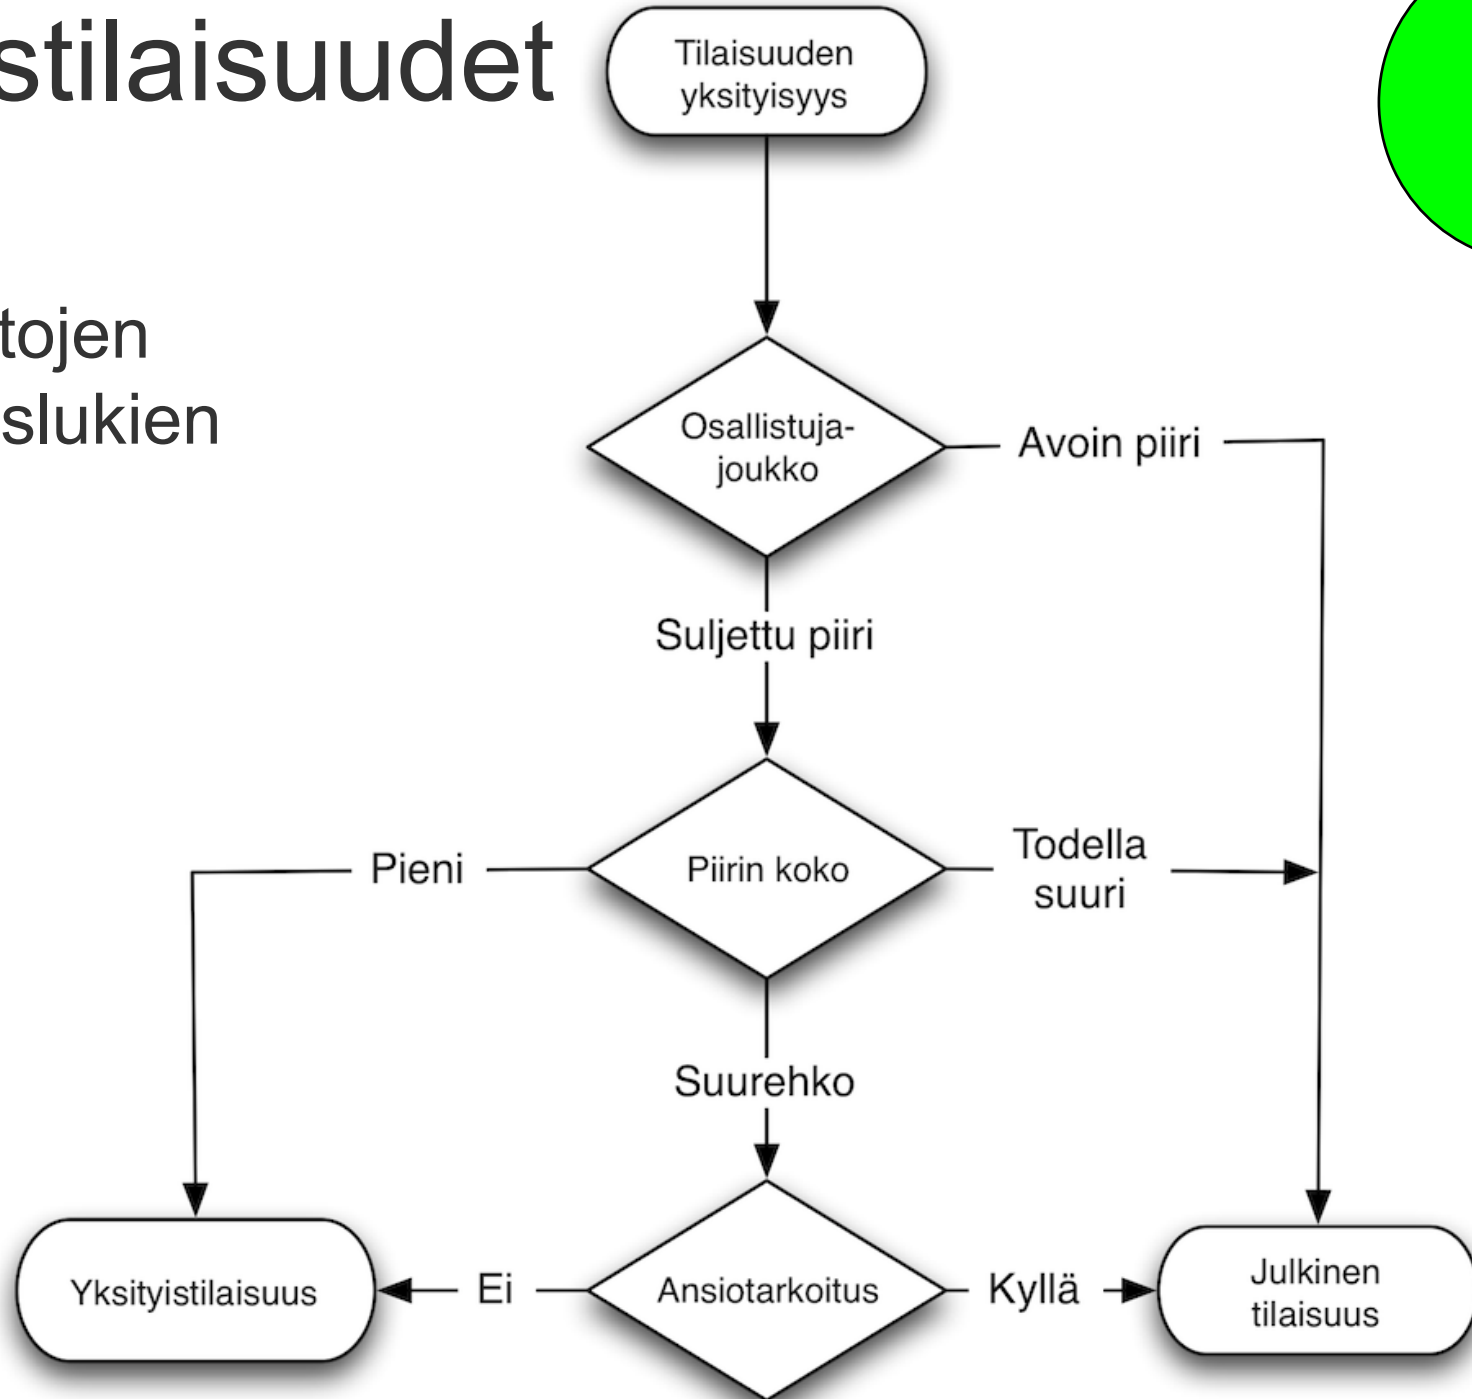 stilaisuudet
tojen
slukien
Tilaisuuden
yksityisyys
Osallistuja-
joukko
Avoin piiri
Suljettu piiri
Pieni
Piirin koko
Todella
suuri
Suurehko
Yksityistilaisuus
Ei
Ansiotarkoitus
Kyllä
Julkinen
tilaisuus